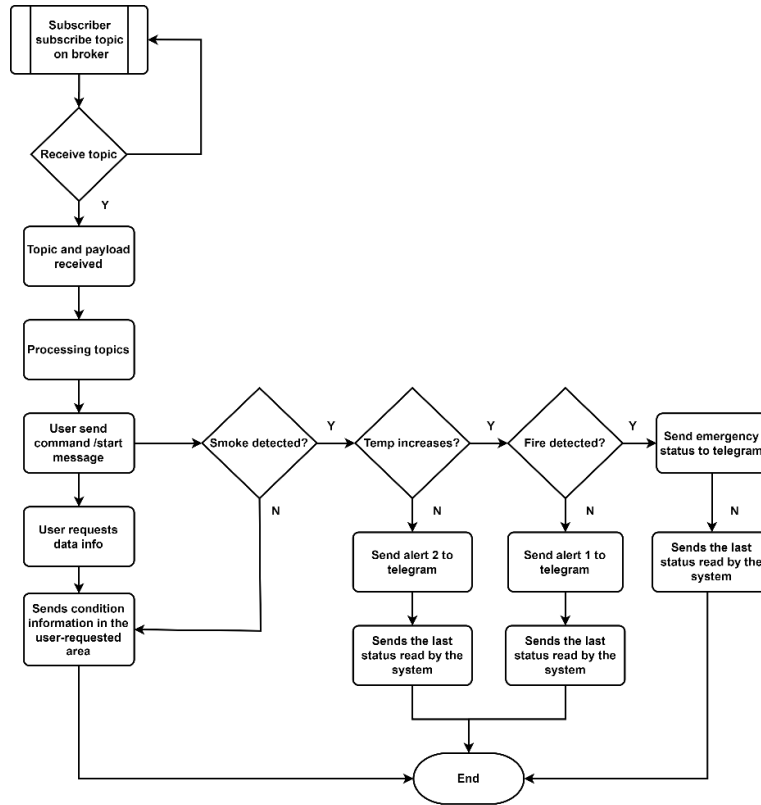 Subscriber
subscribe topic
on broker
Receive topic
Y
Topic and payload
received
Processing topics
User send
command /start
message
Smoke detected?
Y
Temp increases?
Y
Fire detected?
Y
Send emergency
status to telegram
N
N
N
N
User requests
data info
Send alert 2 to
telegram
Send alert 1 to
telegram
Sends the last
status read by the
system
Sends condition
information in the
user-requested
area
Sends the last
status read by the
system
Sends the last
status read by the
system
End